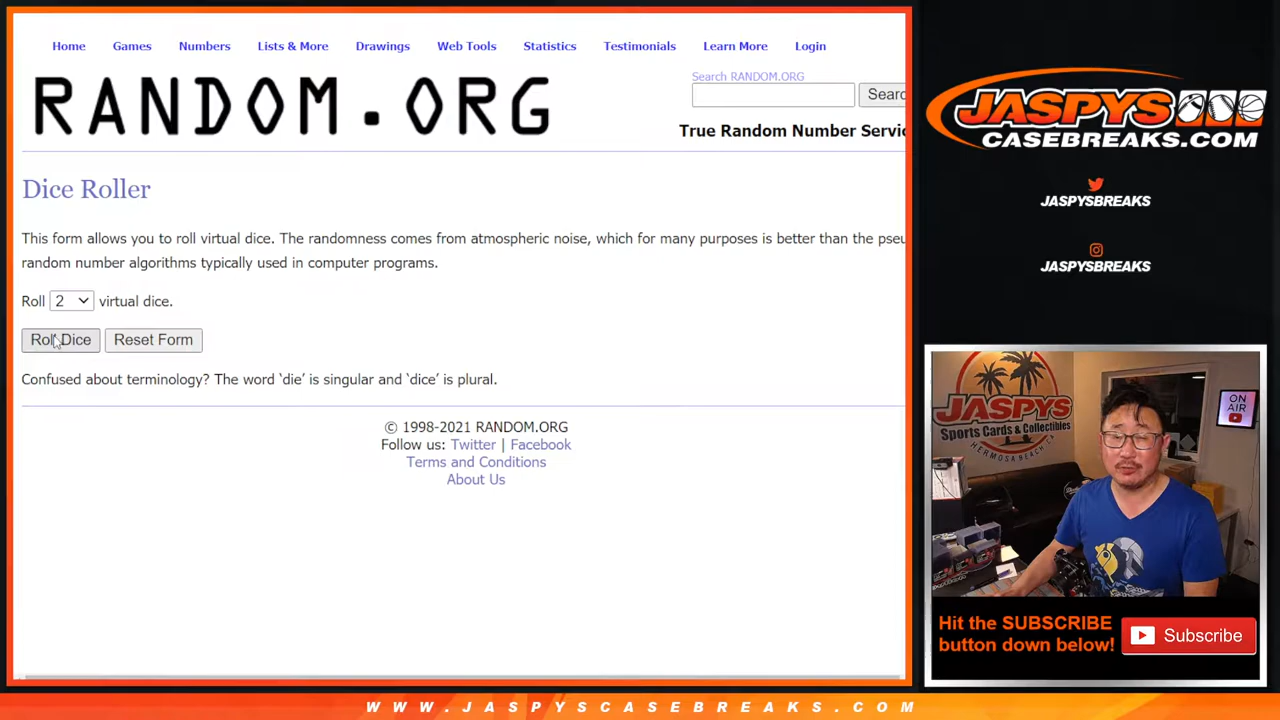 Home Games Numbers Lists & More Drawings Web Tools Statistics Testimonials Learn More Login
RANDOM.ORG
Search RANDOM.ORG
Searc
True Random Number Servic
Dice Roller
This form allows you to roll virtual dice. The randomness comes from atmospheric noise, which for many purposes is better than the pseu
random number algorithms typically used in computer programs.
Roll 2 virtual dice.
Roll Dice Reset Form
Confused about terminology? The word ‘die’ is singular and ‘dice’ is plural.
© 1998-2021 RANDOM.ORG
Follow us: Twitter | Facebook
Terms and Conditions
About Us
JASPYS
CASEBREAKS.COM
JASPYSBREAKS
JASPYSBREAKS
JASPYS
Sports Cards & Collectibles
HERMOSA BEACH, CA
ON
AIR
Hit the SUBSCRIBE
button down below!
Subscribe
WWW.JASPYSCASEBREAKS.COM